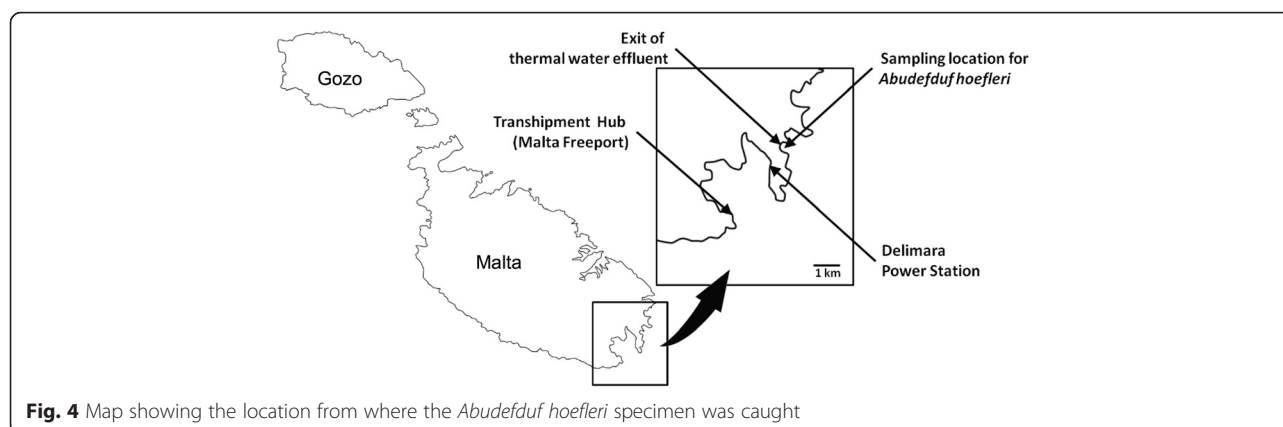 Gozo
Malta
Exit of
thermal water effluent
Sampling location for
Abudefduf hoefleri
Transhipment Hub
(Malta Freeport)
Delimara
Power Station
1 km
Fig. 4 Map showing the location from where the Abudefduf hoefleri specimen was caught